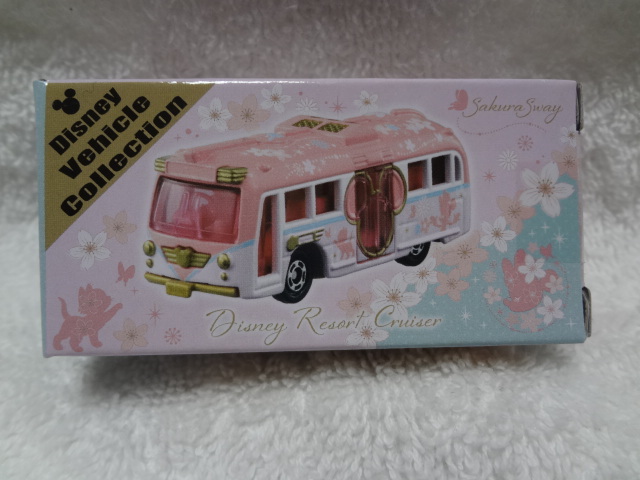 Disney
Vehicle
Collection
Sakura Sway
Disney Resort Cruiser